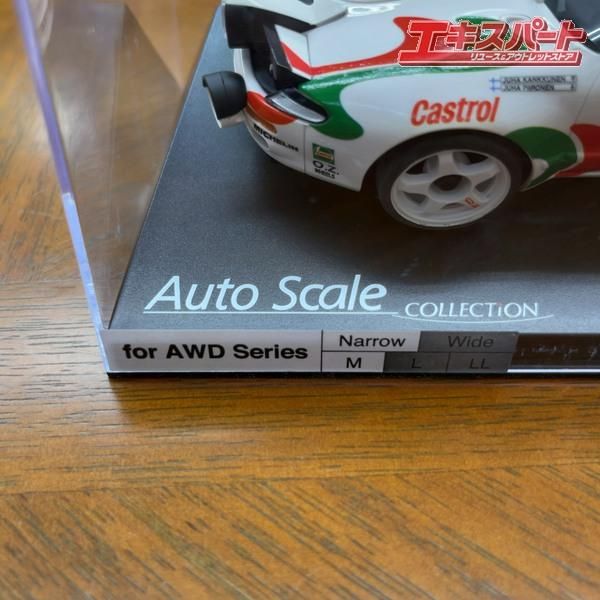 エキスパート
リユース&アウトレットストア
JUHA KANKKUNEN
JUHA PIIRONEN
Castrol
MICHELIN
O.Z.
WHEELS
Auto Scale COLLECTION
for AWD Series
Narrow Wide
M L LL